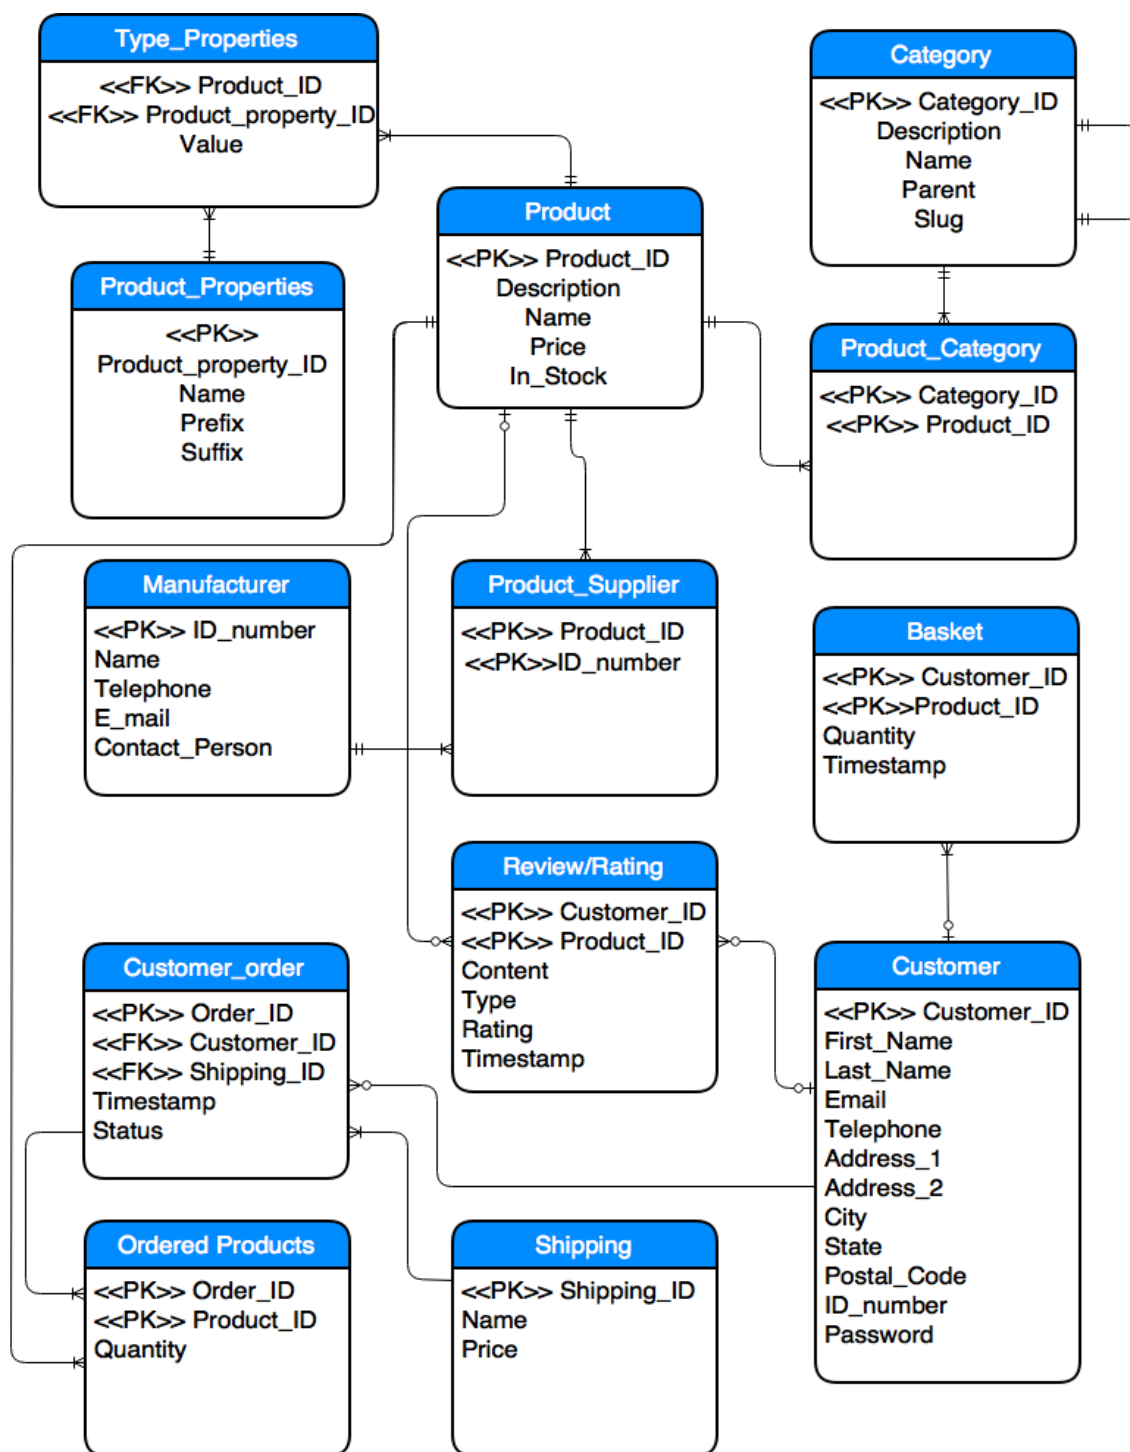 Type_Properties
<<FK>> Product_ID
<<FK>> Product_property_ID
Value
Category
<<PK>> Category_ID
Description
Name
Parent
Slug
Product
<<PK>> Product_ID
Description
Name
Price
In_Stock
Product_Properties
<<PK>>
Product_property_ID
Name
Prefix
Suffix
Product_Category
<<PK>> Category_ID
<<PK>> Product_ID
Manufacturer
<<PK>> ID_number
Name
Telephone
E_mail
Contact_Person
Product_Supplier
<<PK>> Product_ID
<<PK>>ID_number
Basket
<<PK>> Customer_ID
<<PK>>Product_ID
Quantity
Timestamp
Review/Rating
<<PK>> Customer_ID
<<PK>> Product_ID
Content
Type
Rating
Timestamp
Customer_order
<<PK>> Order_ID
<<FK>> Customer_ID
<<FK>> Shipping_ID
Timestamp
Status
Customer
<<PK>> Customer_ID
First_Name
Last_Name
Email
Telephone
Address_1
Address_2
City
State
Postal_Code
ID_number
Password
Ordered Products
<<PK>> Order_ID
<<PK>> Product_ID
Quantity
Shipping
<<PK>> Shipping_ID
Name
Price